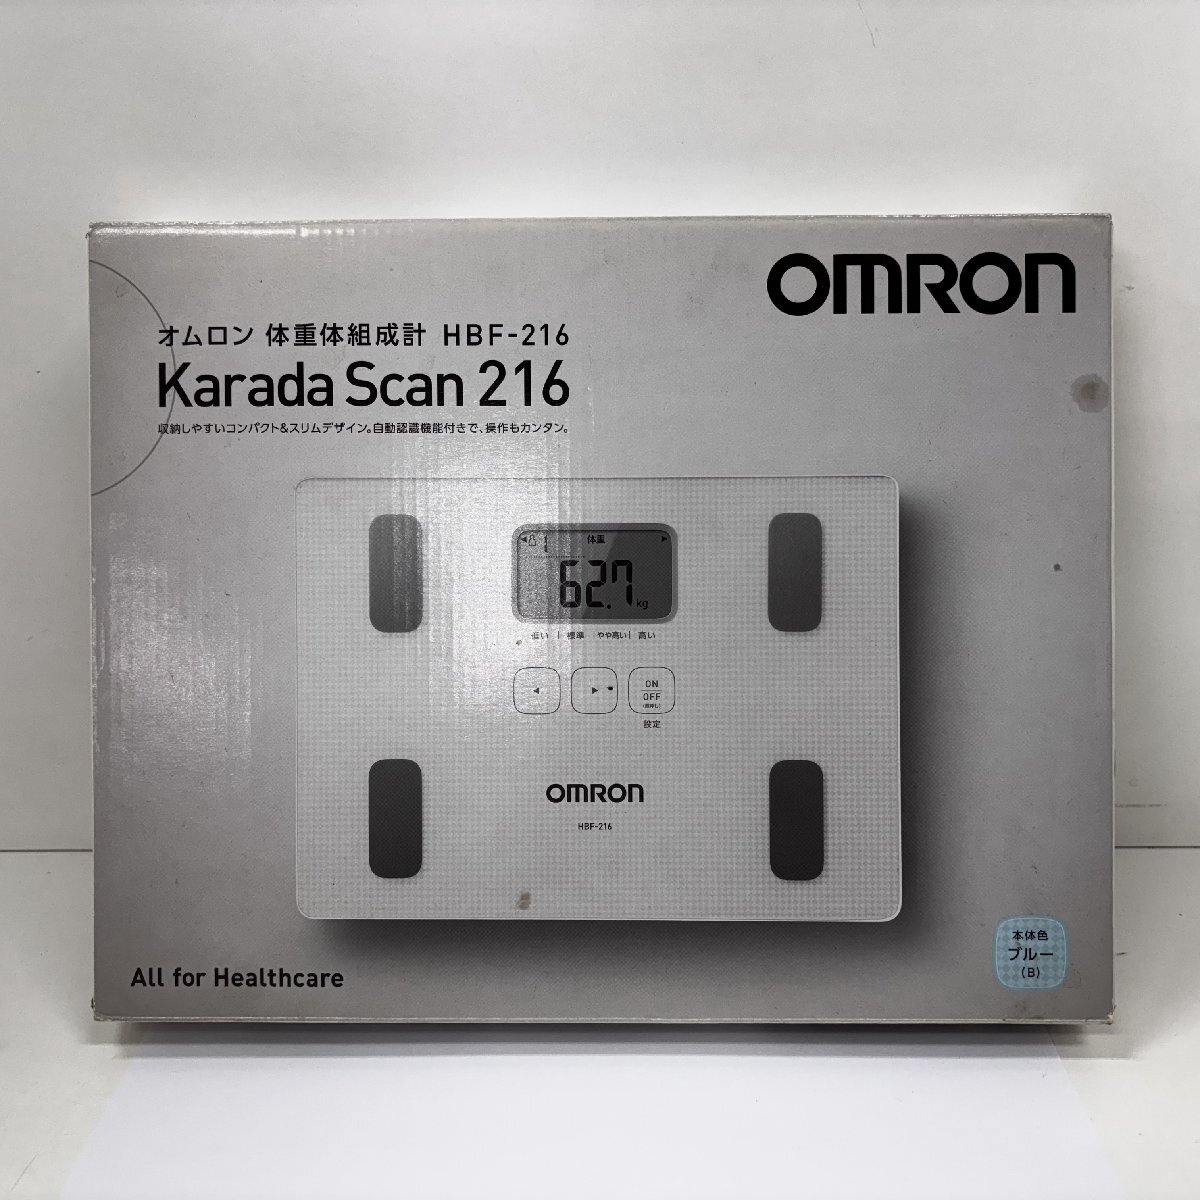 OMRON
オムロン 体重体組成計 HBF-216
Karada Scan 216
収納しやすいコンパクト&スリムデザイン。自動認識機能付きで、操作もカンタン。
1 体重
62.7 kg
低い 標準 やや高い 高い
ON
OFF
設定
OMRON
HBF-216
All for Healthcare
本体色
ブルー
(B)